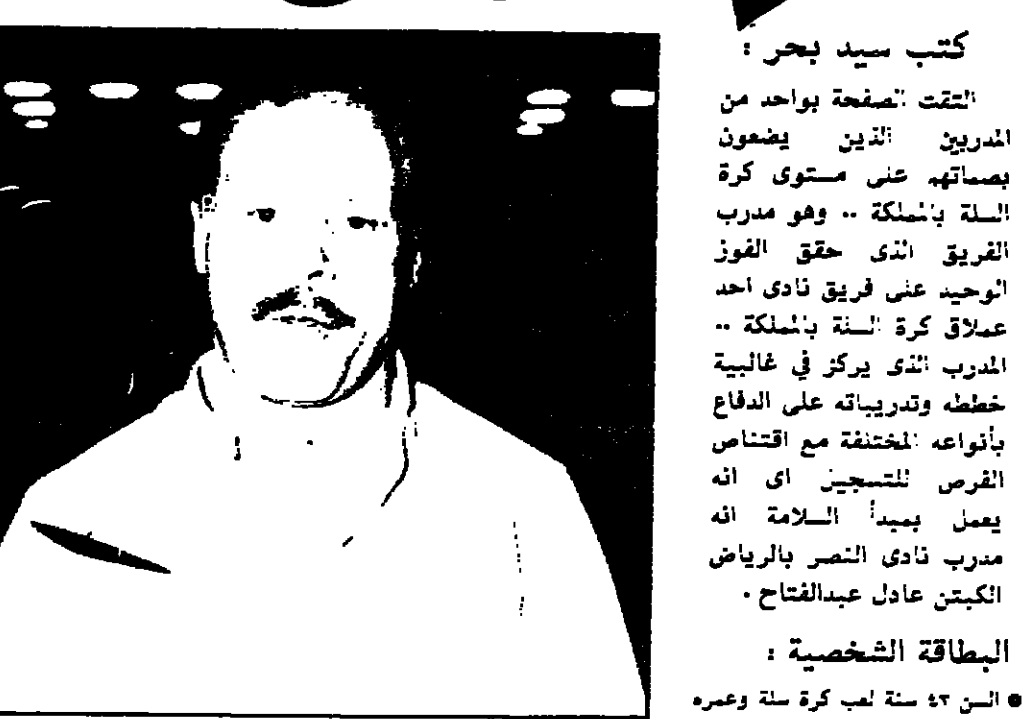 كتب سيد بحر :
التقت الصفحة بواحد من
المدربين الذين يضعون
بصماتهم على مستوى كرة
السلة بالمملكة .. وهو مدرب
الفريق الذى حقق الفوز
الوحيد على فريق نادى احد
عملاق كرة السلة بالمملكة ..
المدرب الذى يركز في غالبية
خططه وتدريباته على الدفاع
بأنواعه المختلفة مع اقتناص
الفرص للتسجيل اى انه
يعمل بمبدأ السلامة انه
مدرب نادى النصر بالرياض
الكبتن عادل عبدالفتاح .
البطاقة الشخصية :
● السن ٤٣ سنة لعب كرة سلة وعمره